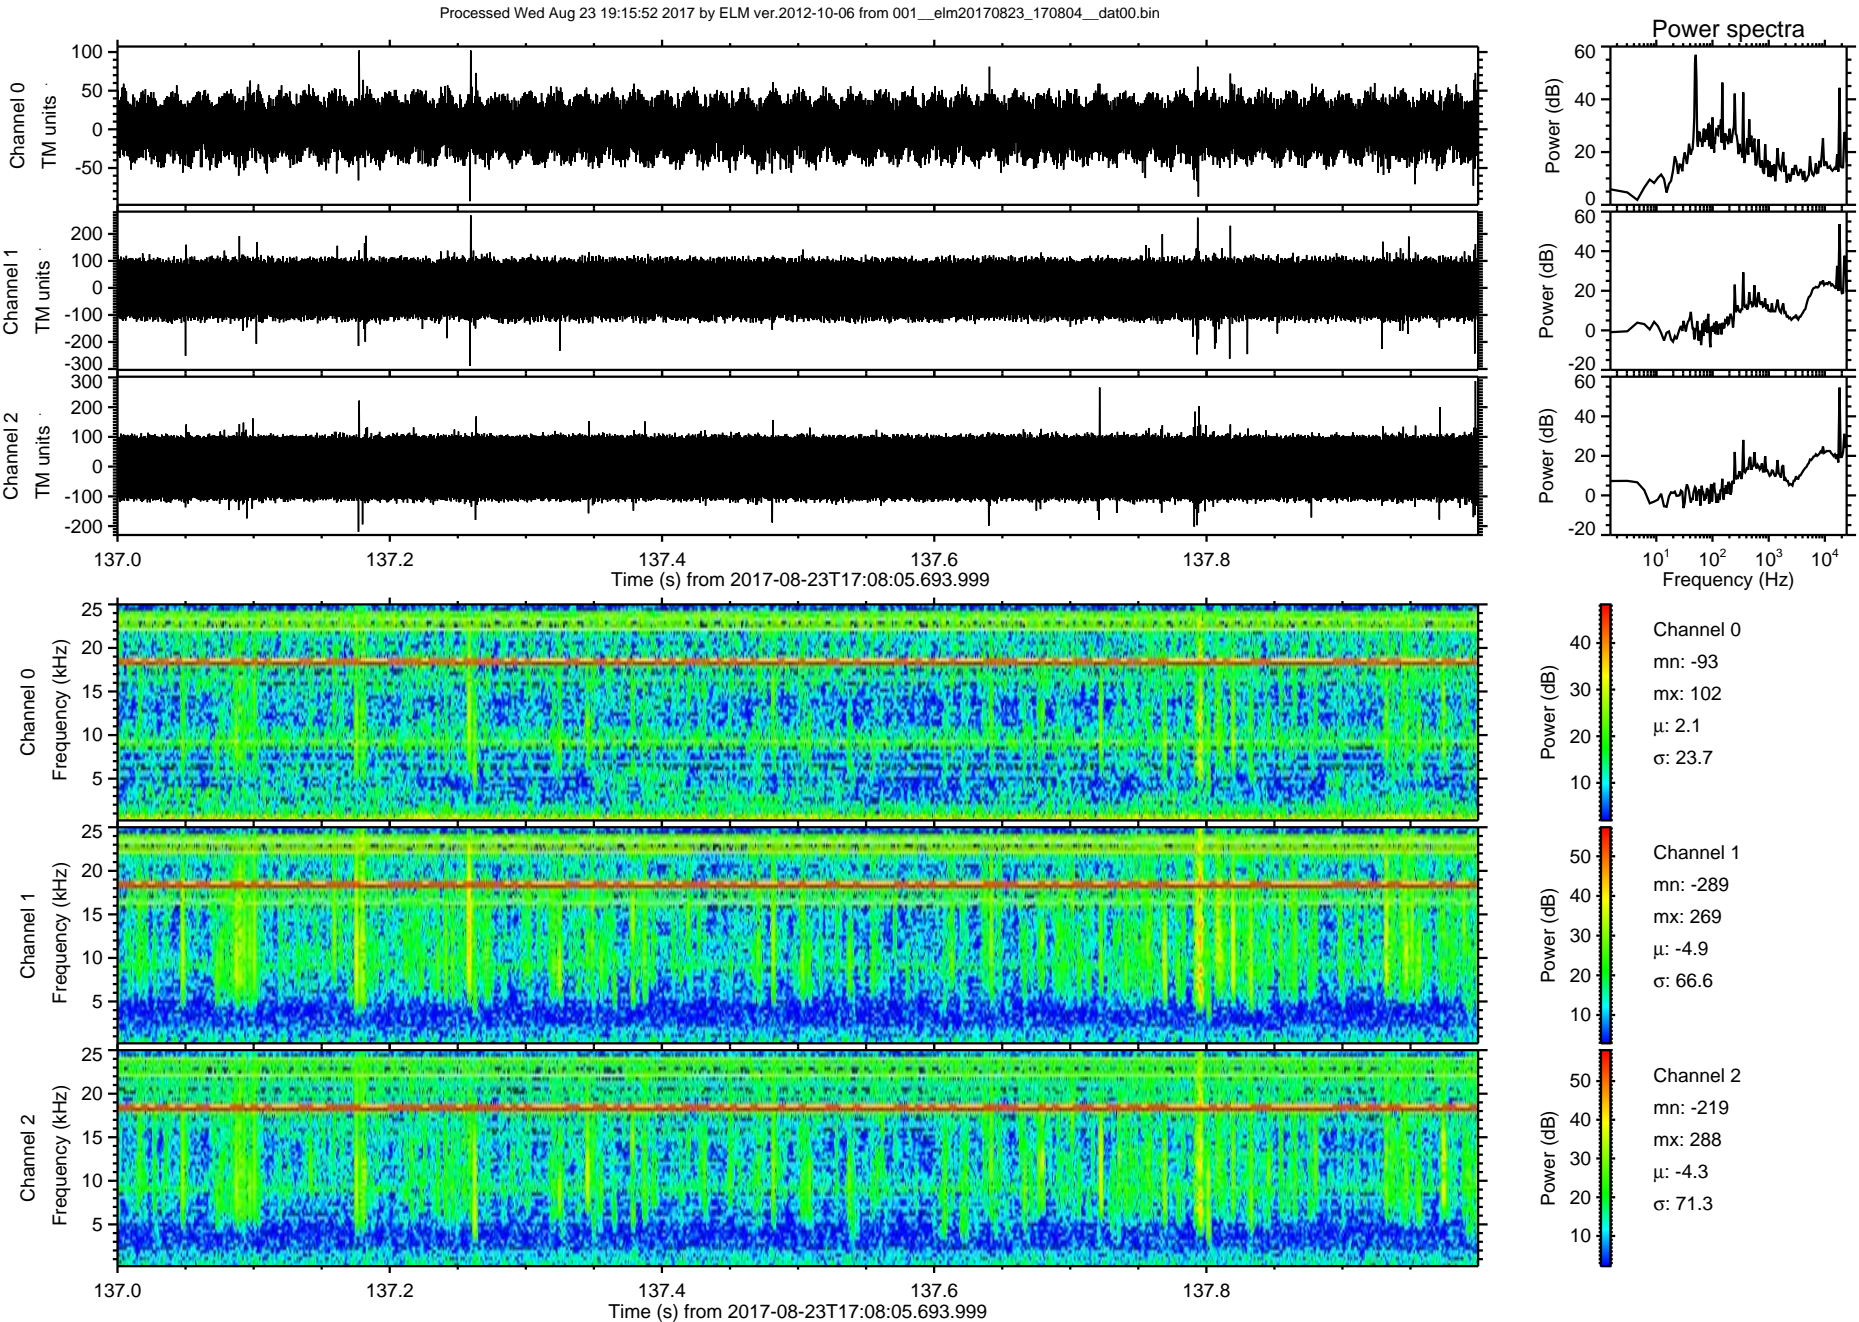 Processed Wed Aug 23 19:15:52 2017 by ELM ver.2012-10-06 from 001__elm20170823_170804__dat00.bin
Power spectra
Channel 0
TM units
100
50
0
-50
Power (dB)
60
40
20
0
Channel 1
TM units
200
100
0
-100
-200
-300
Power (dB)
60
40
20
0
-20
Channel 2
TM units
300
200
100
0
-100
-200
Power (dB)
60
40
20
0
-20
137.0 137.2 137.4 137.6 137.8
Time (s) from 2017-08-23T17:08:05.693.999
10¹ 10² 10³ 10⁴
Frequency (Hz)
Channel 0
Frequency (kHz)
25
20
15
10
5
Power (dB)
40
30
20
10
Channel 0
mn: -93
mx: 102
μ: 2.1
σ: 23.7
Channel 1
Frequency (kHz)
25
20
15
10
5
Power (dB)
50
40
30
20
10
Channel 1
mn: -289
mx: 269
μ: -4.9
σ: 66.6
Channel 2
Frequency (kHz)
25
20
15
10
5
Power (dB)
50
40
30
20
10
Channel 2
mn: -219
mx: 288
μ: -4.3
σ: 71.3
137.0 137.2 137.4 137.6 137.8
Time (s) from 2017-08-23T17:08:05.693.999